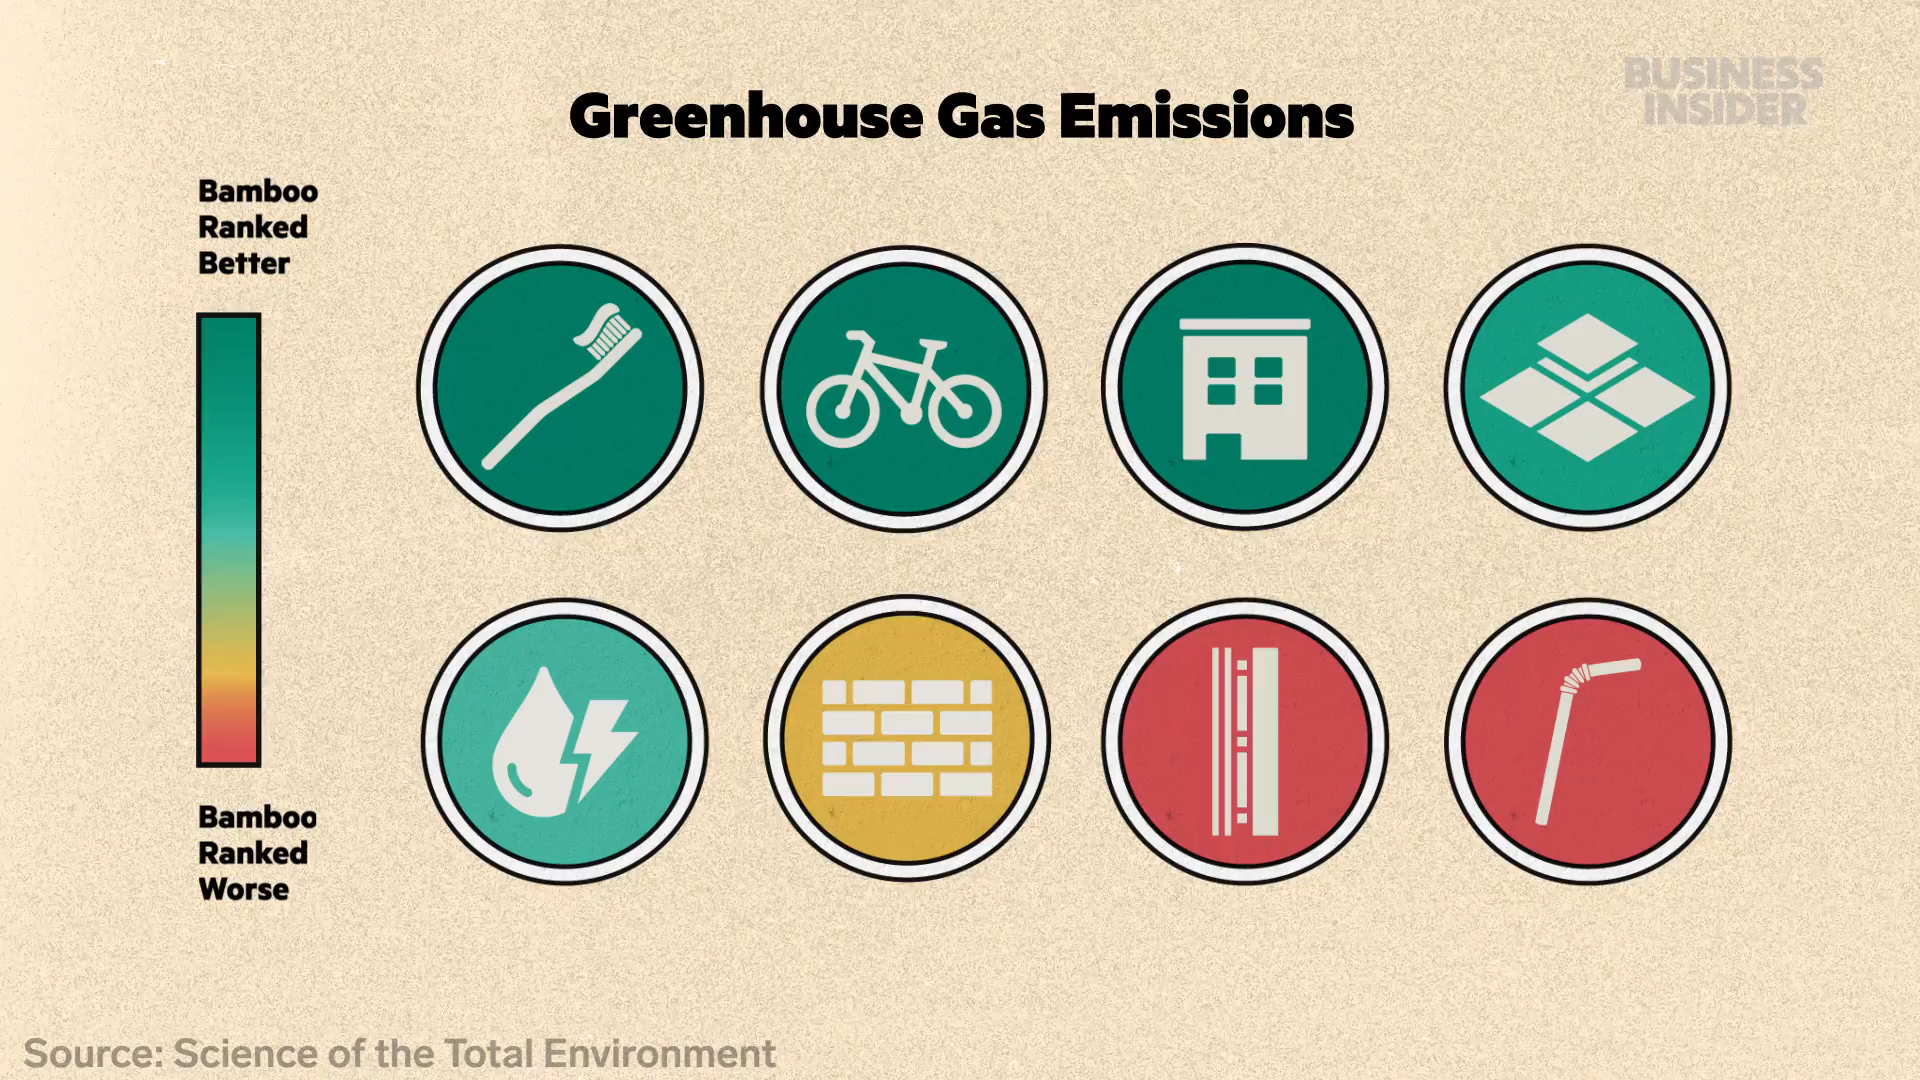 Greenhouse Gas Emissions
BUSINESS
INSIDER
Bamboo
Ranked
Better
Bamboo
Ranked
Worse
Source: Science of the Total Environment